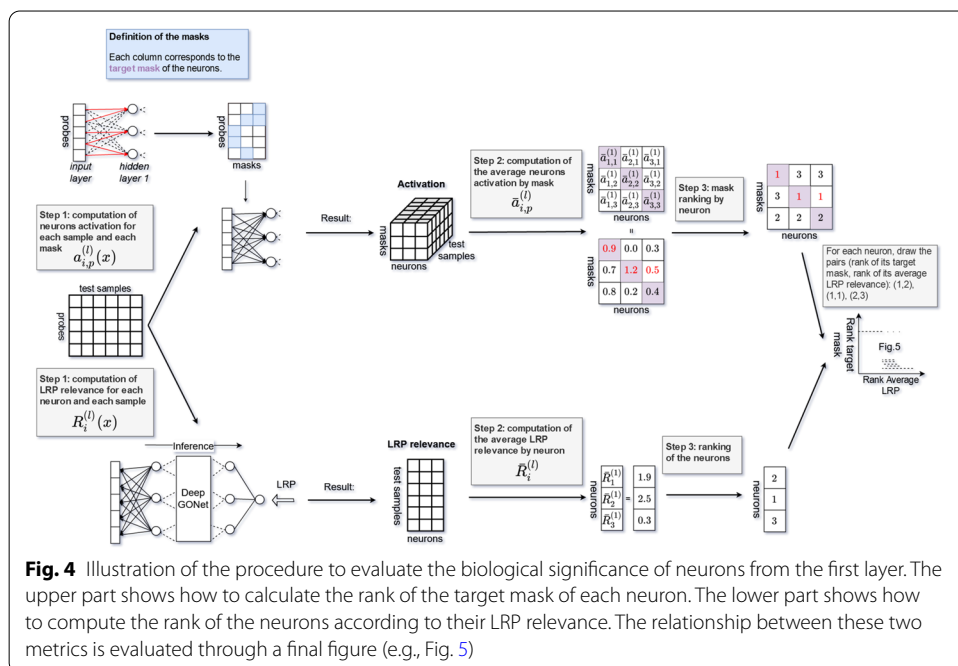 Definition of the masks
Each column corresponds to the
target mask of the neurons.
probes
input
layer
hidden
layer 1
probes
masks
Step 1: computation of
neurons activation for
each sample and each
mask
a_{i,p}^{(l)}(x)
test samples
probes
Step 1: computation of
LRP relevance for each
neuron and each sample
R_i^{(l)}(x)
Result:
Activation
masks
neurons
test
samples
Step 2: computation of
the average neurons
activation by mask
ā_{i,p}^{(l)}
masks
ā_{1,1}^{(1)} ā_{2,1}^{(1)} ā_{3,1}^{(1)}
ā_{1,2}^{(1)} ā_{2,2}^{(1)} ā_{3,2}^{(1)}
ā_{1,3}^{(1)} ā_{2,3}^{(1)} ā_{3,3}^{(1)}
neurons
=
masks
0.9 0.0 0.3
0.7 1.2 0.5
0.8 0.2 0.4
neurons
Step 3: mask
ranking by
neuron
masks
1 3 3
3 1 1
2 2 2
neurons
For each neuron, draw the
pairs (rank of its target
mask, rank of its average
LRP relevance): (1,2),
(1,1), (2,3)
Rank target
mask
Fig.5
Rank Average
LRP
Inference
Deep
GONet
LRP
Result:
LRP relevance
test samples
neurons
Step 2: computation of
the average LRP
relevance by neuron
R̄_i^{(l)}
neurons
R̄_1^{(1)} 1.9
R̄_2^{(1)} = 2.5
R̄_3^{(1)} 0.3
Step 3: ranking
of the neurons
neurons
2
1
3
Fig. 4 Illustration of the procedure to evaluate the biological significance of neurons from the first layer. The
upper part shows how to calculate the rank of the target mask of each neuron. The lower part shows how
to compute the rank of the neurons according to their LRP relevance. The relationship between these two
metrics is evaluated through a final figure (e.g., Fig. 5)